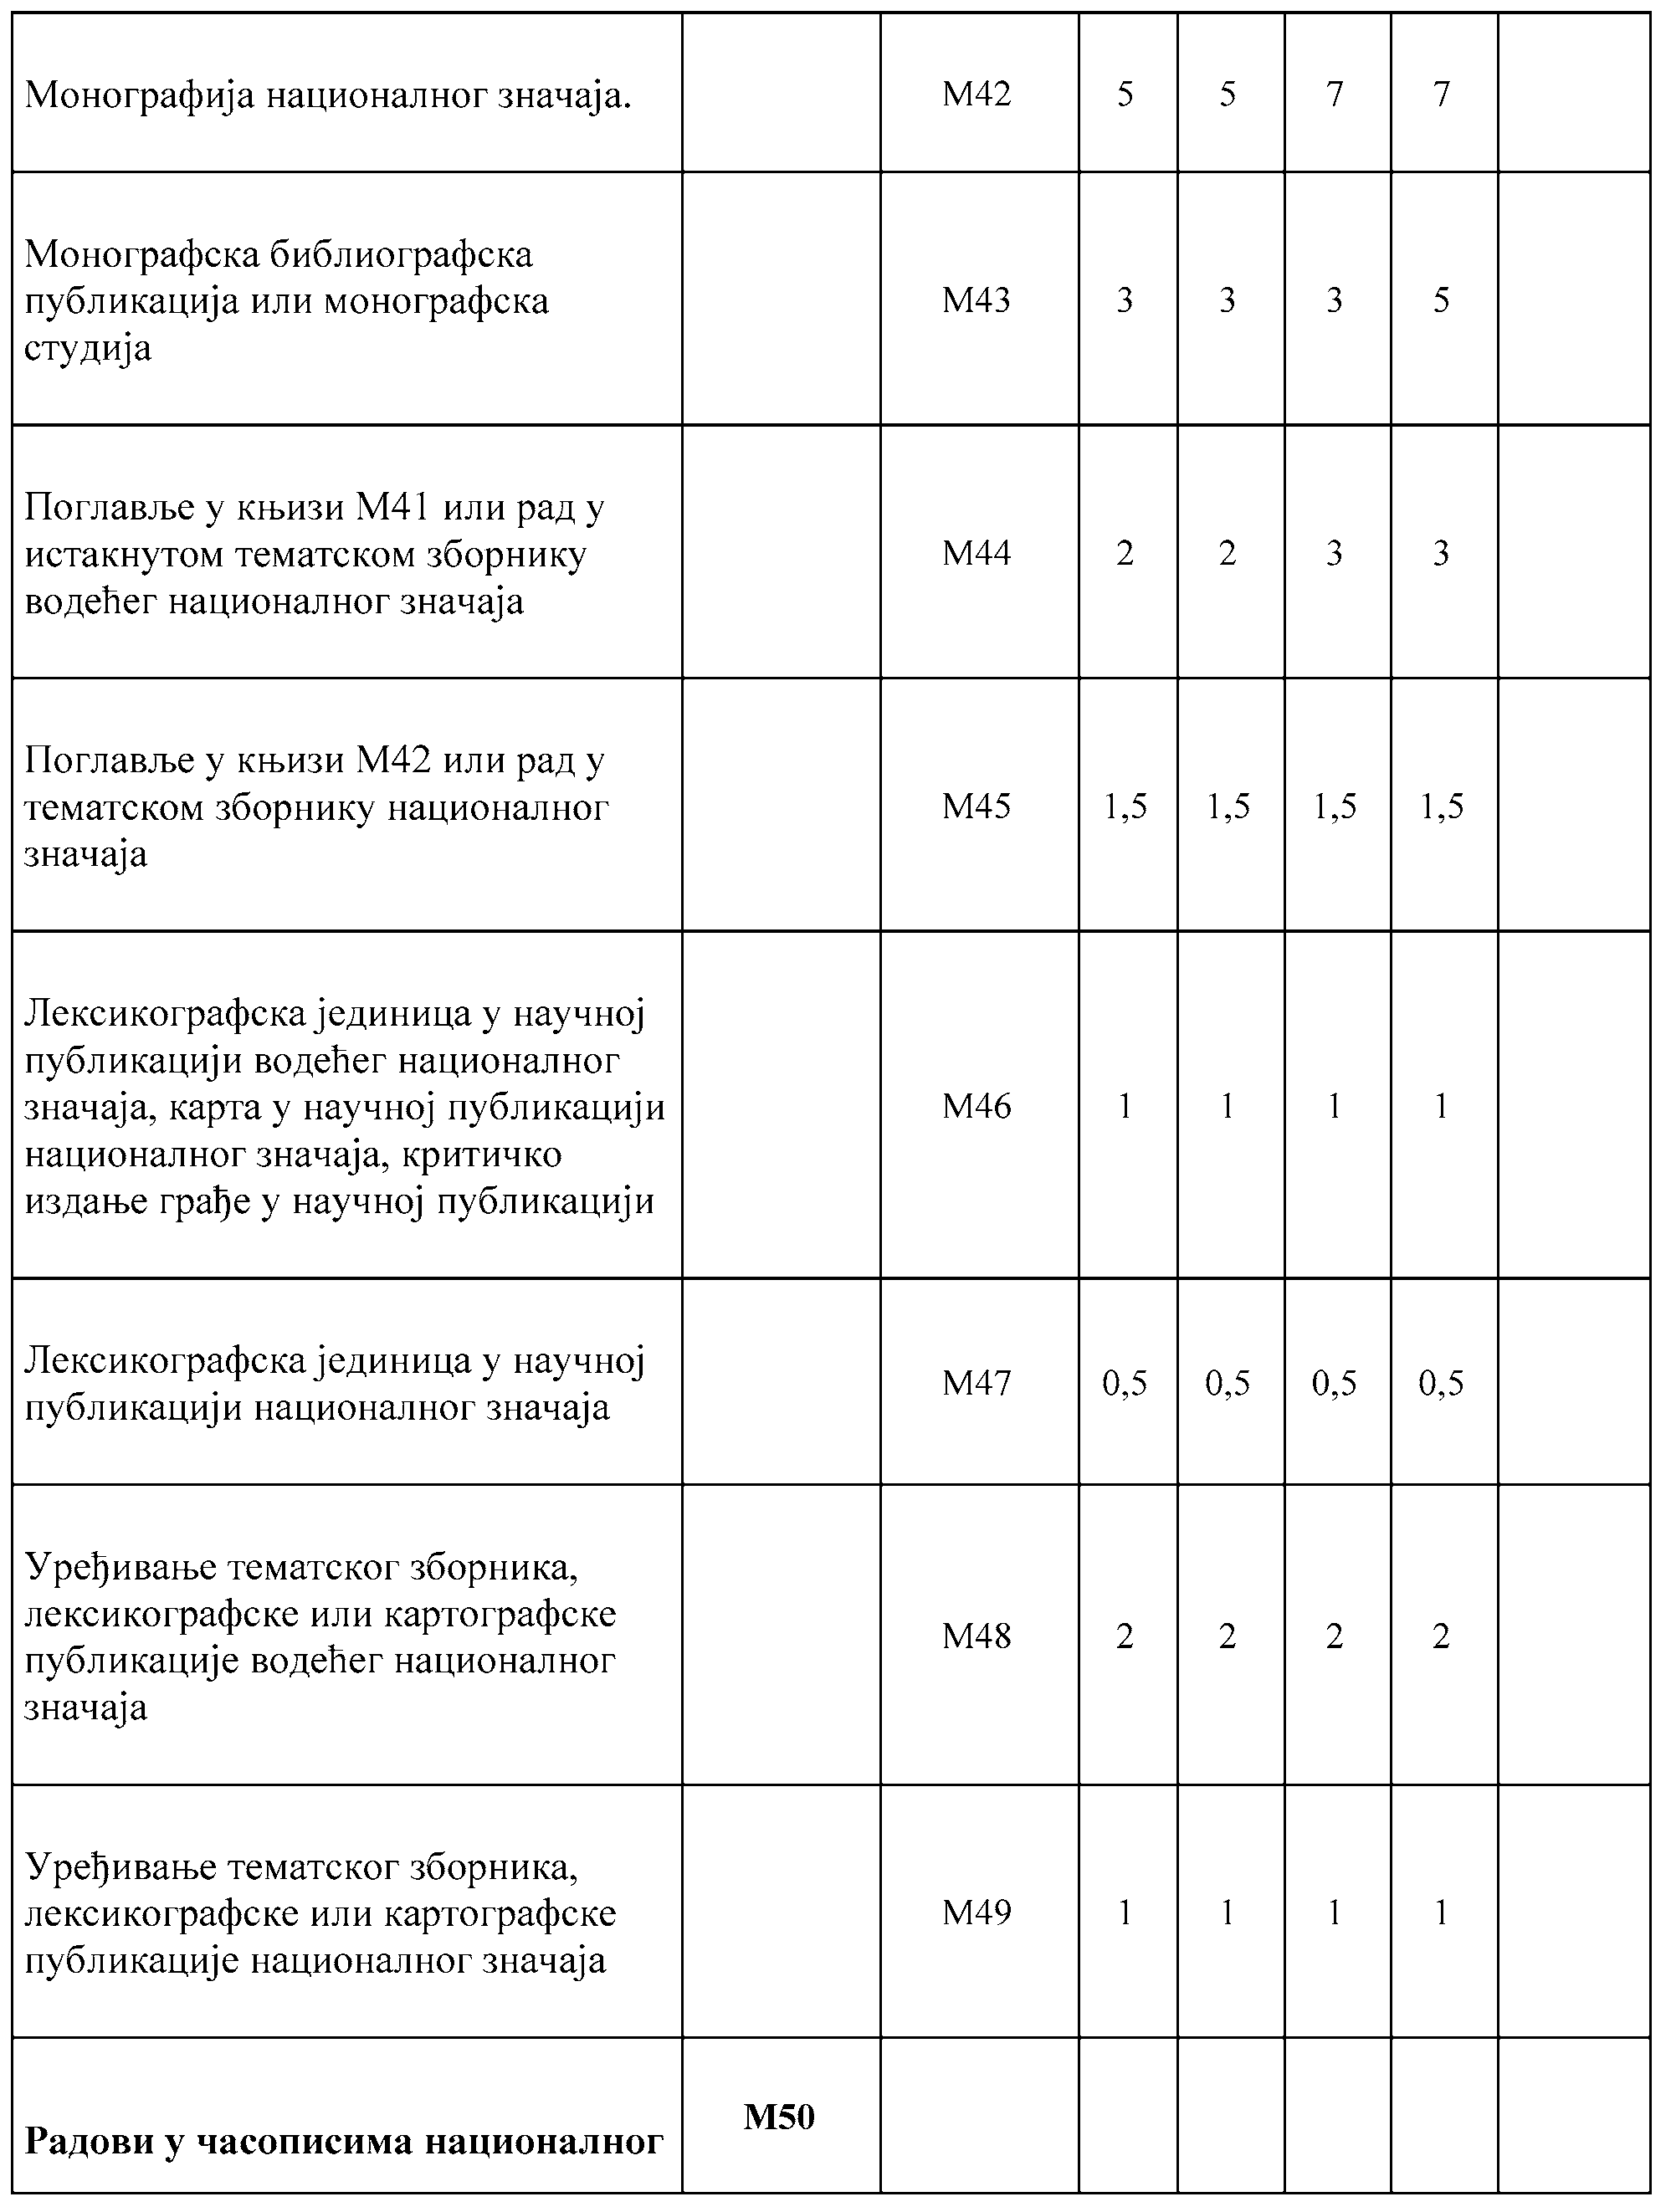 Монографија националног значаја. М42 5 5 7 7
Монографска библиографска
публикација или монографска М43 3 3 3 5
студија
Поглавље у књизи М41 или рад у
истакнутом тематском зборнику М44 2 2 3 3
водећег националног значаја
Поглавље у књизи М42 или рад у
тематском зборнику националног М45 1,5 1,5 1,5 1,5
значаја
Лексикографска јединица у научној
публикацији водећег националног
значаја, карта у научној публикацији М46 1 1 1 1
националног значаја, критичко
издање грађе у научној публикацији
Лексикографска јединица у научној
М47 0,5 0,5 0,5 0,5
публикацији националног значаја
Уређивање тематског зборника,
лексикографске или картографске
М48 2 2 2 2
публикације водећег националног
значаја
Уређивање тематског зборника,
лексикографске или картографске М49 1 1 1 1
публикације националног значаја
М50
Радови у часописима националног